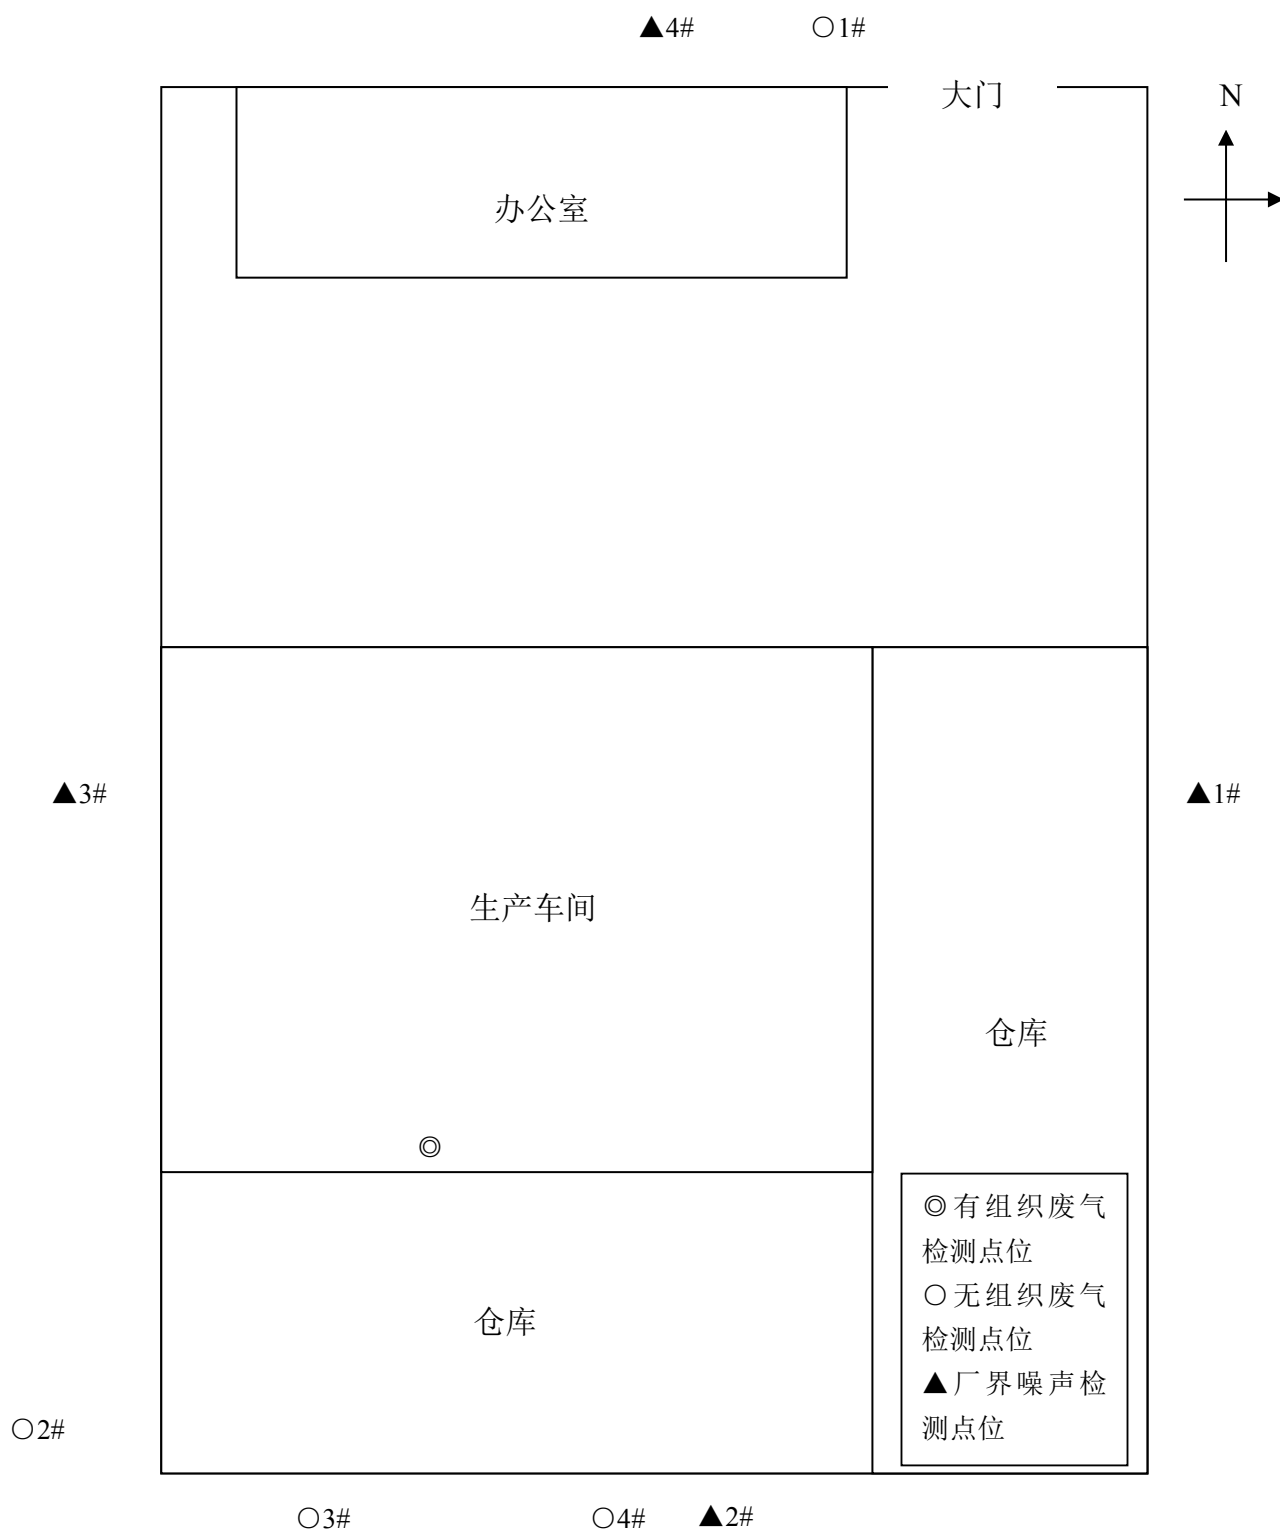 ▲4#
○1#
大门
N
办公室
▲3#
▲1#
生产车间
仓库
◎
◎有组织废气
检测点位
○无组织废气
检测点位
▲厂界噪声检
测点位
仓库
○2#
○3#
○4#
▲2#